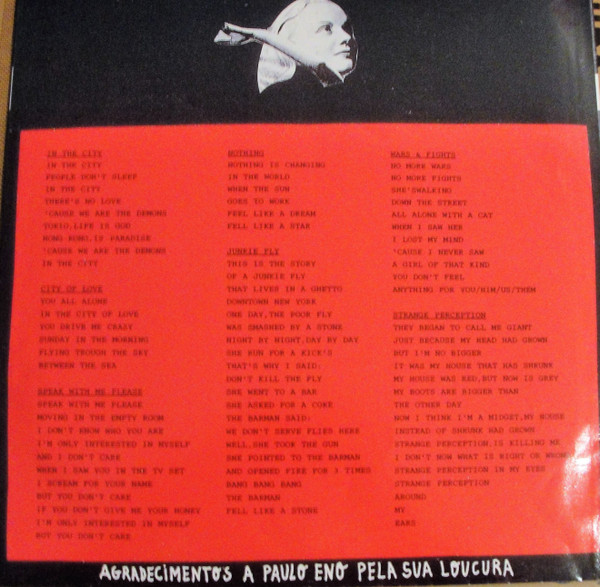 IN THE CITY
IN THE CITY
PEOPLE DON'T SLEEP
IN THE CITY
THERE'S NO LOVE
'CAUSE WE ARE THE DEMONS
TOKIO,LIFE IS GUD
HONG KONG,IF PARADISE
'CAUSE WE ARE THE DEMONS
IN THE CITY
CITY OF LOVE
YOU ALL ALONE
IN THE CITY OF LOVE
YOU DRIVE ME CRAZY
SUNDAY IN THE MORNING
FLYING TROUGH THE SKY
BETWEEN THE SEA
SPEAK WITH ME PLEASE
SPEAK WITH ME PLEASE
MOVING IN THE EMPTY ROOM
I DON'T KNOW WHO YOU ARE
I'M ONLY INTERESTED IN MYSELF
AND I DON'T CARE
WHEN I SAW YOU IN THE TV SET
I SCREAM FOR YOUR NAME
BUT YOU DON'T CARE
IF YOU DON'T GIVE ME YOUR MONEY
I'M ONLY INTERESTED IN MYSELF
BUT YOU DON'T CARE
NOTHING
NOTHING IS CHANGING
IN THE WORLD
WHEN THE SUN
GOES TO WORK
FEEL LIKE A DREAM
FELL LIKE A STAR
JUNKIE FLY
THIS IS THE STORY
OF A JUNKIE FLY
THAT LIVES IN A GHETTO
DOWNTOWN NEW YORK
ONE DAY,THE POOR FLY
WAS SMASHED BY A STONE
NIGHT BY NIGHT,DAY BY DAY
SHE RUN FOR A KICK'S
THAT'S WHY I SAID:
DON'T KILL THE FLY
SHE WENT TO A BAR
SHE ASKED FOR A COKE
THE BARMAN SAID:
WE DON'T SERVE FLIES HERE
WELL,SHE TOOK THE GUN
SHE POINTED TO THE BARMAN
AND OPENED FIRE FOR 3 TIMES
BANG BANG BANG
THE BARMAN
FELL LIKE A STONE
WARS & FIGHTS
NO MORE WARS
NO MORE FIGHTS
SHE'SWALKING
DOWN THE STREET
ALL ALONE WITH A CAT
WHEN I SAW HER
I LOST MY MIND
'CAUSE I NEVER SAW
A GIRL OF THAT KIND
YOU DON'T FEEL
ANYTHING FOR YOU/HIM/US/THEM
STRANGE PERCEPTION
THEY BEGAN TO CALL ME GIANT
JUST BECAUSE MY HEAD HAD GROWN
BUT I'M NO BIGGER
IT WAS MY HOUSE THAT HAS SHRUNK
MY HOUSE WAS RED,BUT NOW IS GREY
MY BOOTS ARE BIGGER THAN
THE OTHER DAY
NOW I THINK I'M A MIDGET,MY HOUSE
INSTEAD OF SHRUNK HAD GROWN
STRANGE PERCEPTION IS KILLING ME
I DON'T NOW WHAT IS RIGHT OR WRONG
STRANGE PERCEPTION IN MY EYES
STRANGE PERCEPTION
AROUND
MY
EARS
AGRADECIMENTOS A PAULO ENO PELA SUA LOUCURA